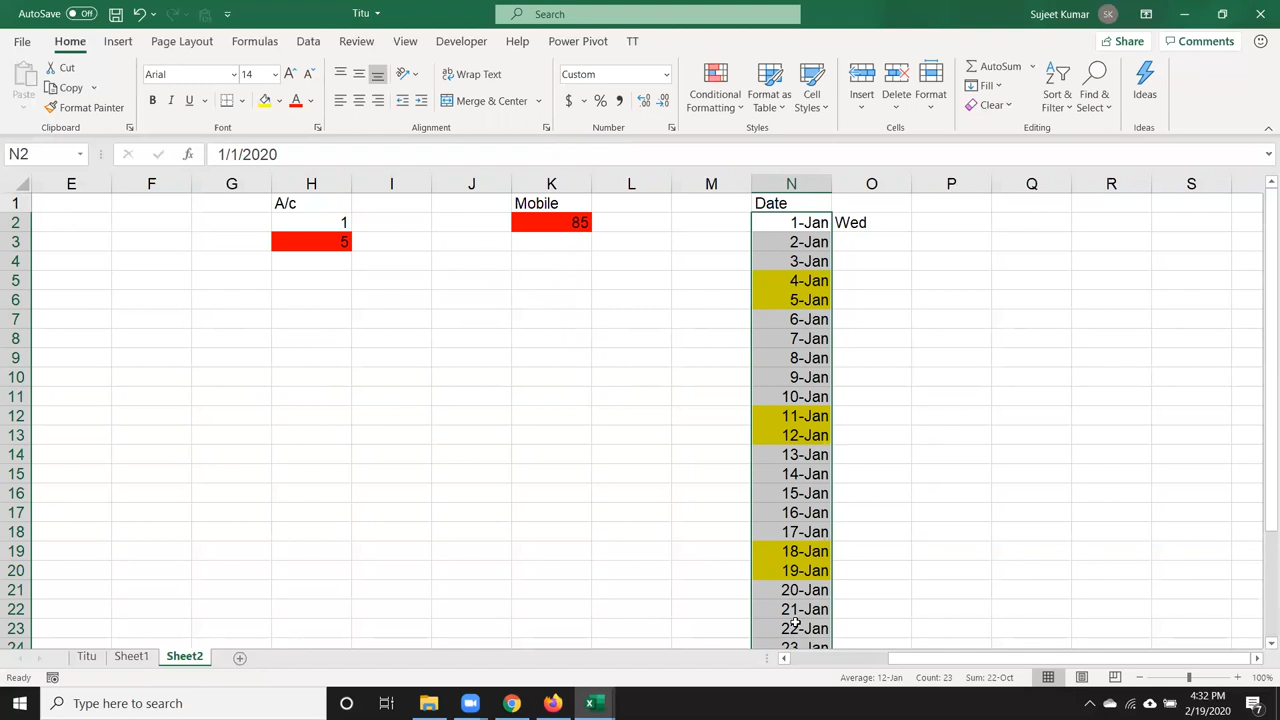 AutoSave Off
Titu
Search
Sujeet Kumar SK
File Home Insert Page Layout Formulas Data Review View Developer Help Power Pivot TT
Share Comments
Paste
Cut
Copy
Format Painter
Clipboard
Arial 14
B I U
Font
Wrap Text
Merge & Center
Alignment
Custom
$ % ,
Number
Conditional Formatting
Format as Table
Cell Styles
Styles
Insert Delete Format
Cells
AutoSum
Fill
Clear
Sort & Filter
Find & Select
Editing
Ideas
Ideas
N2 fx 1/1/2020
E F G H I J K L M N O P Q R S
1 A/c Mobile Date
2 1 85 1-Jan Wed
3 5 2-Jan
4 3-Jan
5 4-Jan
6 5-Jan
7 6-Jan
8 7-Jan
9 8-Jan
10 9-Jan
11 10-Jan
12 11-Jan
13 12-Jan
14 13-Jan
15 14-Jan
16 15-Jan
17 16-Jan
18 17-Jan
19 18-Jan
20 19-Jan
21 20-Jan
22 21-Jan
23 22-Jan
24 23-Jan
Titu Sheet1 Sheet2
Ready Average: 12-Jan Count: 23 Sum: 22-Oct 100%
Type here to search
4:32 PM
2/19/2020